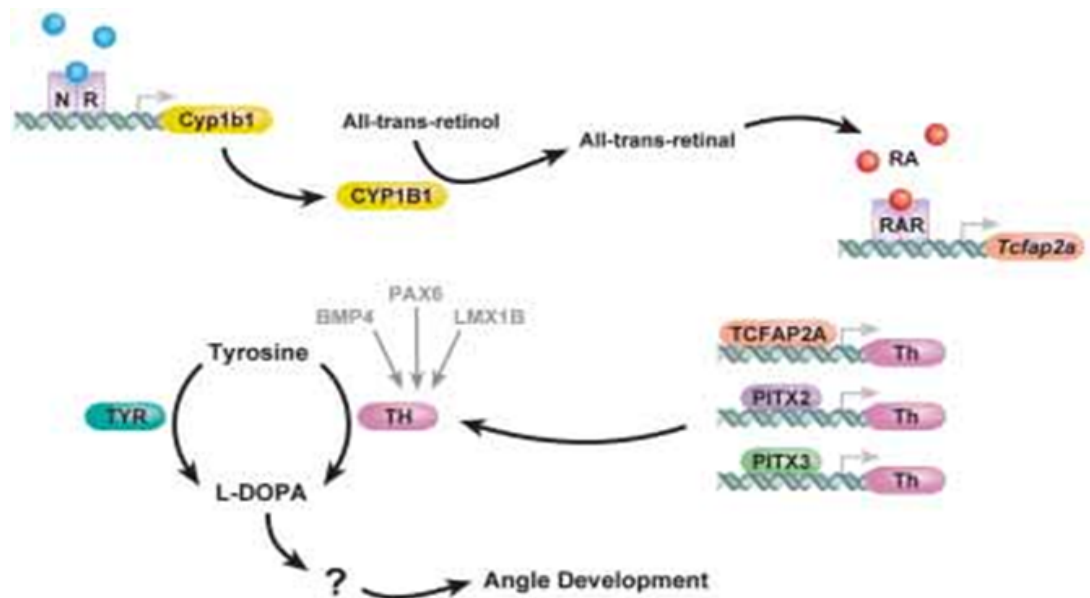 N R
Cyp1b1
All-trans-retinol
All-trans-retinal
CYP1B1
RA
RAR
Tcfap2a
PAX6
BMP4
LMX1B
Tyrosine
TYR
TH
TCFAP2A
Th
PITX2
Th
PITX3
Th
L-DOPA
?
Angle Development